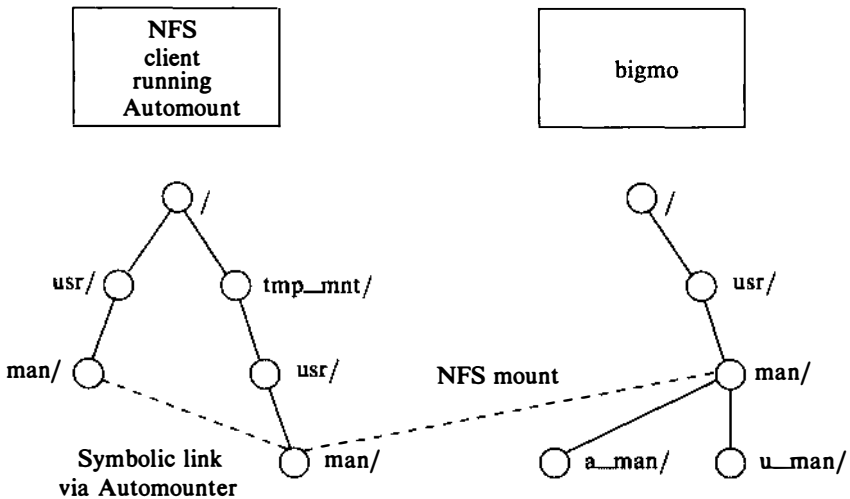 NFS
client
running
Automount
bigmo
/
/
usr/
tmp_mnt/
usr/
man/
usr/
NFS mount
man/
Symbolic link
via Automounter
man/
a_man/
u_man/